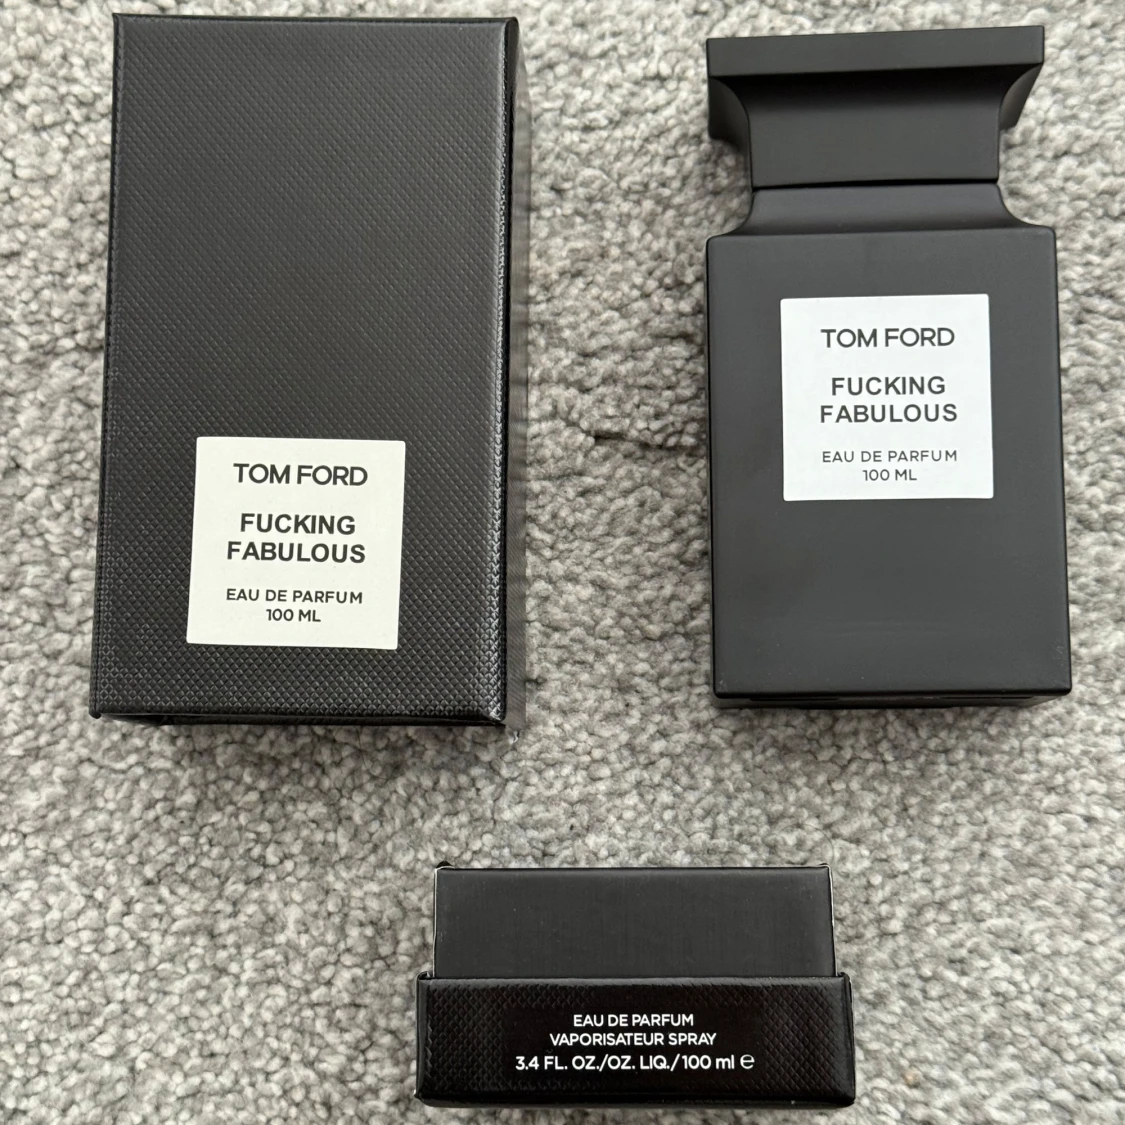 TOM FORD
FUCKING
FABULOUS
EAU DE PARFUM
100 ML
TOM FORD
FUCKING
FABULOUS
EAU DE PARFUM
100 ML
EAU DE PARFUM
VAPORISATEUR SPRAY
3.4 FL. OZ./OZ. LIQ./100 ml ℮